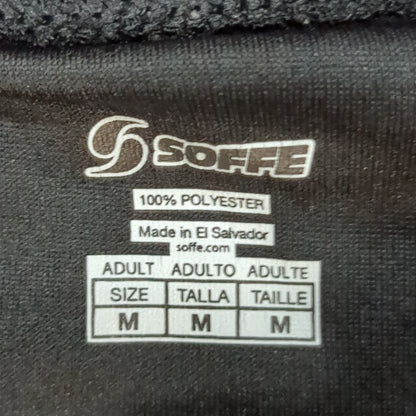 SOFFE
100% POLYESTER
Made in El Salvador
soffe.com
ADULT ADULTO ADULTE
SIZE TALLA TAILLE
M M M